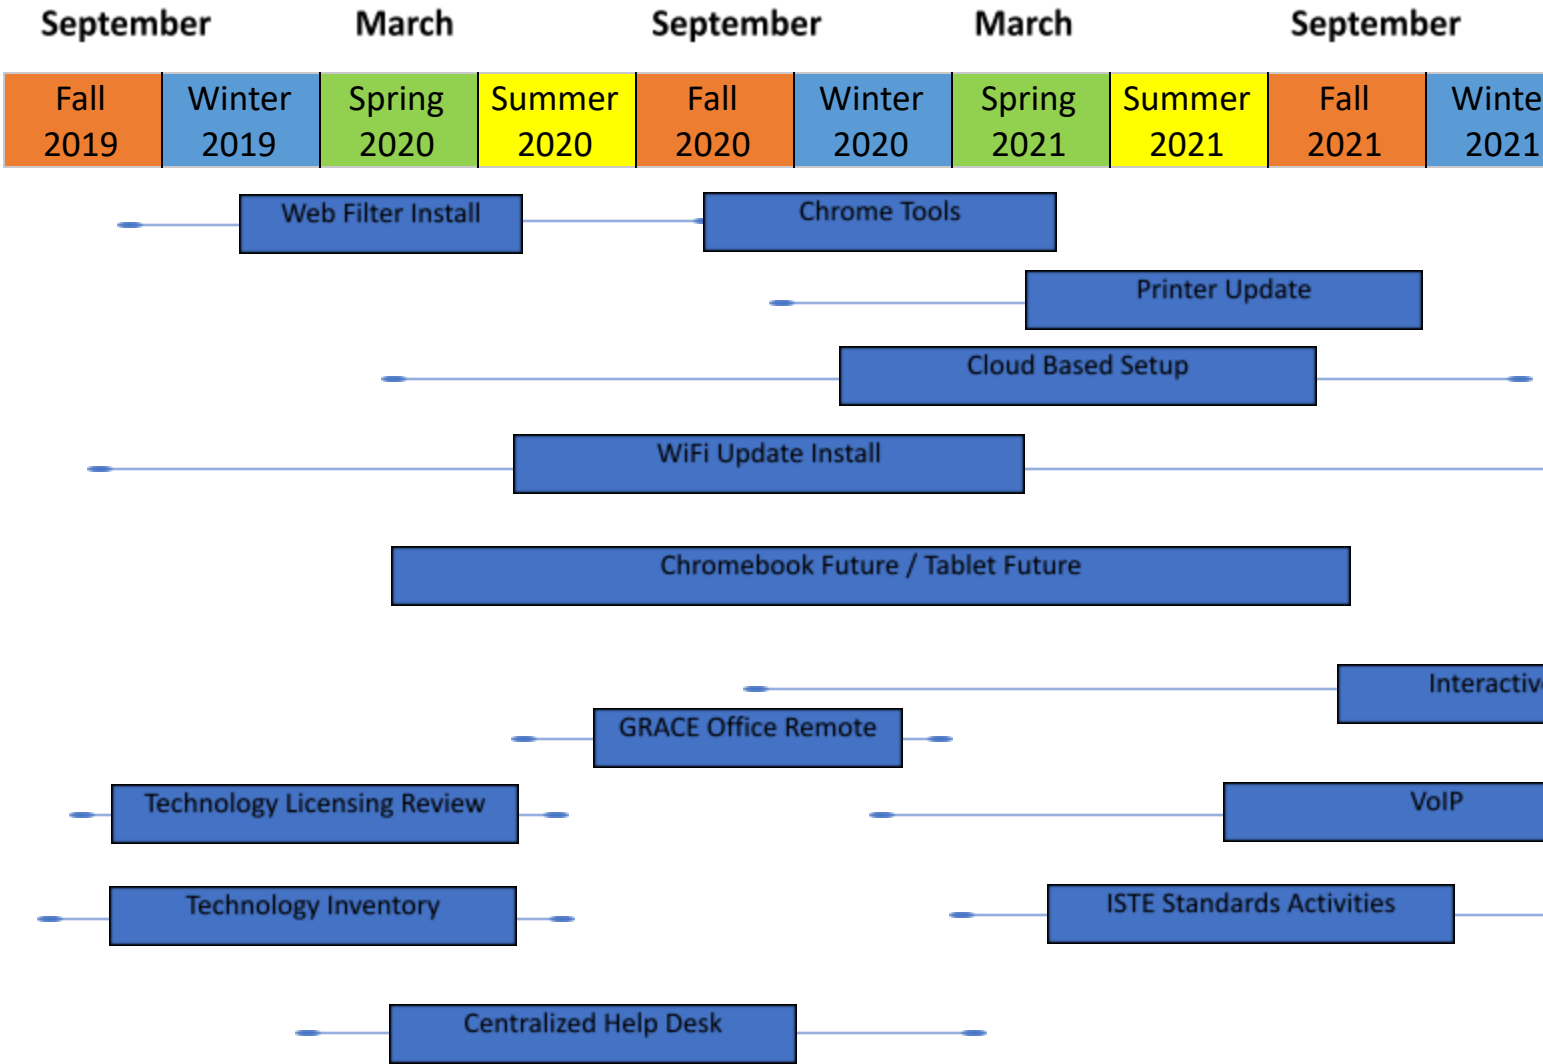 September March September March September
Fall Winter Spring Summer Fall Winter Spring Summer Fall Winte
2019 2019 2020 2020 2020 2020 2021 2021 2021 2021
Web Filter Install Chrome Tools
Printer Update
Cloud Based Setup
WiFi Update Install
Chromebook Future / Tablet Future
Interactiv
GRACE Office Remote
Technology Licensing Review VoIP
Technology Inventory ISTE Standards Activities
Centralized Help Desk